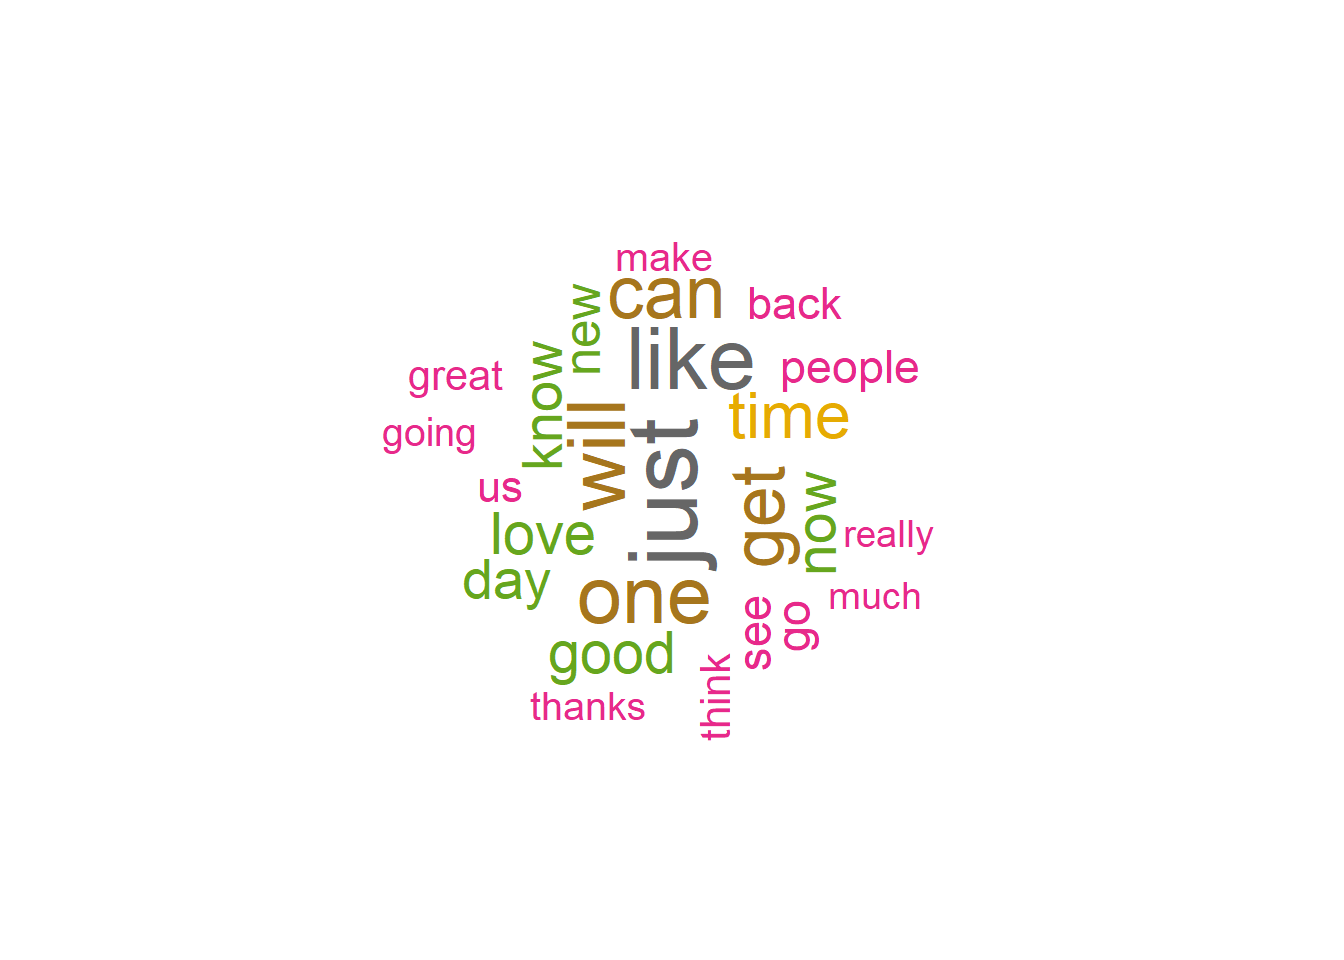 make
can
back
new
like
people
great
know
time
going
will
just
us
get
now
love
really
day
one
much
see
go
good
think
thanks